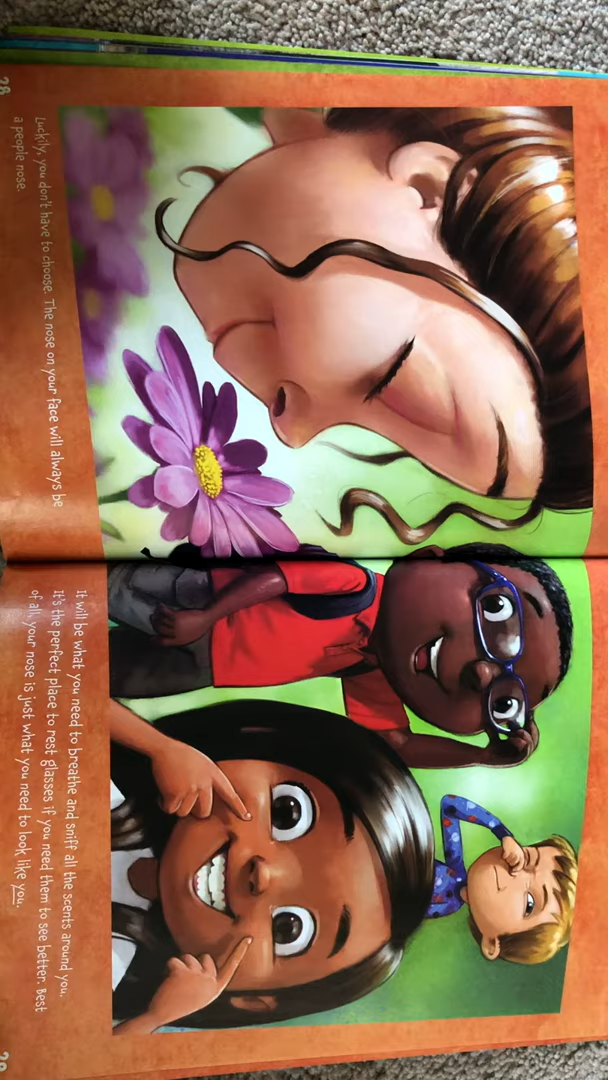 Luckily, you don't have to choose. The nose on your face will always be
a people nose.
28
It will be what you need to breathe and sniff all the scents around you.
It's the perfect place to rest glasses if you need them to see better. Best
of all, your nose is just what you need to look like you.
29